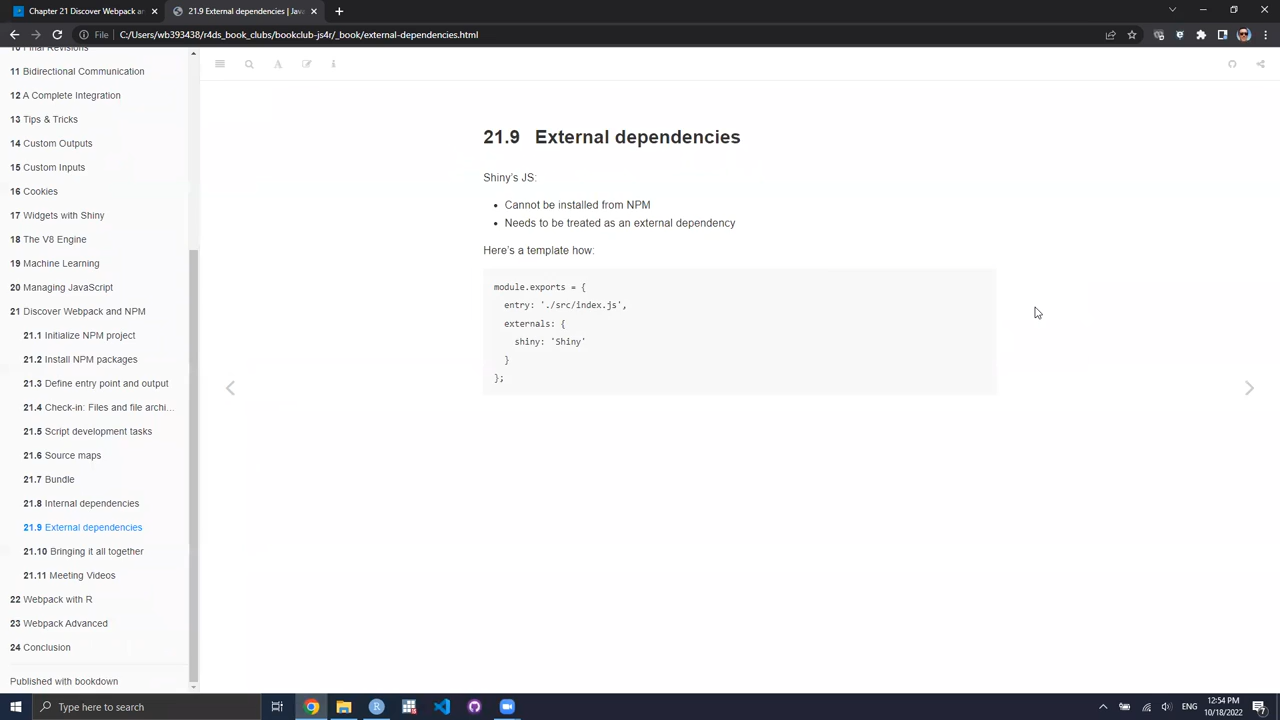 Chapter 21 Discover Webpack an
21.9 External dependencies | Jav
File
C:/Users/wb393438/r4ds_book_clubs/bookclub-js4r/_book/external-dependencies.html
10 Final Revisions
11 Bidirectional Communication
12 A Complete Integration
13 Tips & Tricks
14 Custom Outputs
15 Custom Inputs
16 Cookies
17 Widgets with Shiny
18 The V8 Engine
19 Machine Learning
20 Managing JavaScript
21 Discover Webpack and NPM
21.1 Initialize NPM project
21.2 Install NPM packages
21.3 Define entry point and output
21.4 Check-in: Files and file archi...
21.5 Script development tasks
21.6 Source maps
21.7 Bundle
21.8 Internal dependencies
21.9 External dependencies
21.10 Bringing it all together
21.11 Meeting Videos
22 Webpack with R
23 Webpack Advanced
24 Conclusion
Published with bookdown
21.9 External dependencies
Shiny's JS:
• Cannot be installed from NPM
• Needs to be treated as an external dependency
Here's a template how:
module.exports = {
entry: './src/index.js',
externals: {
shiny: 'Shiny'
}
};
Type here to search
ENG
12:54 PM
10/18/2022